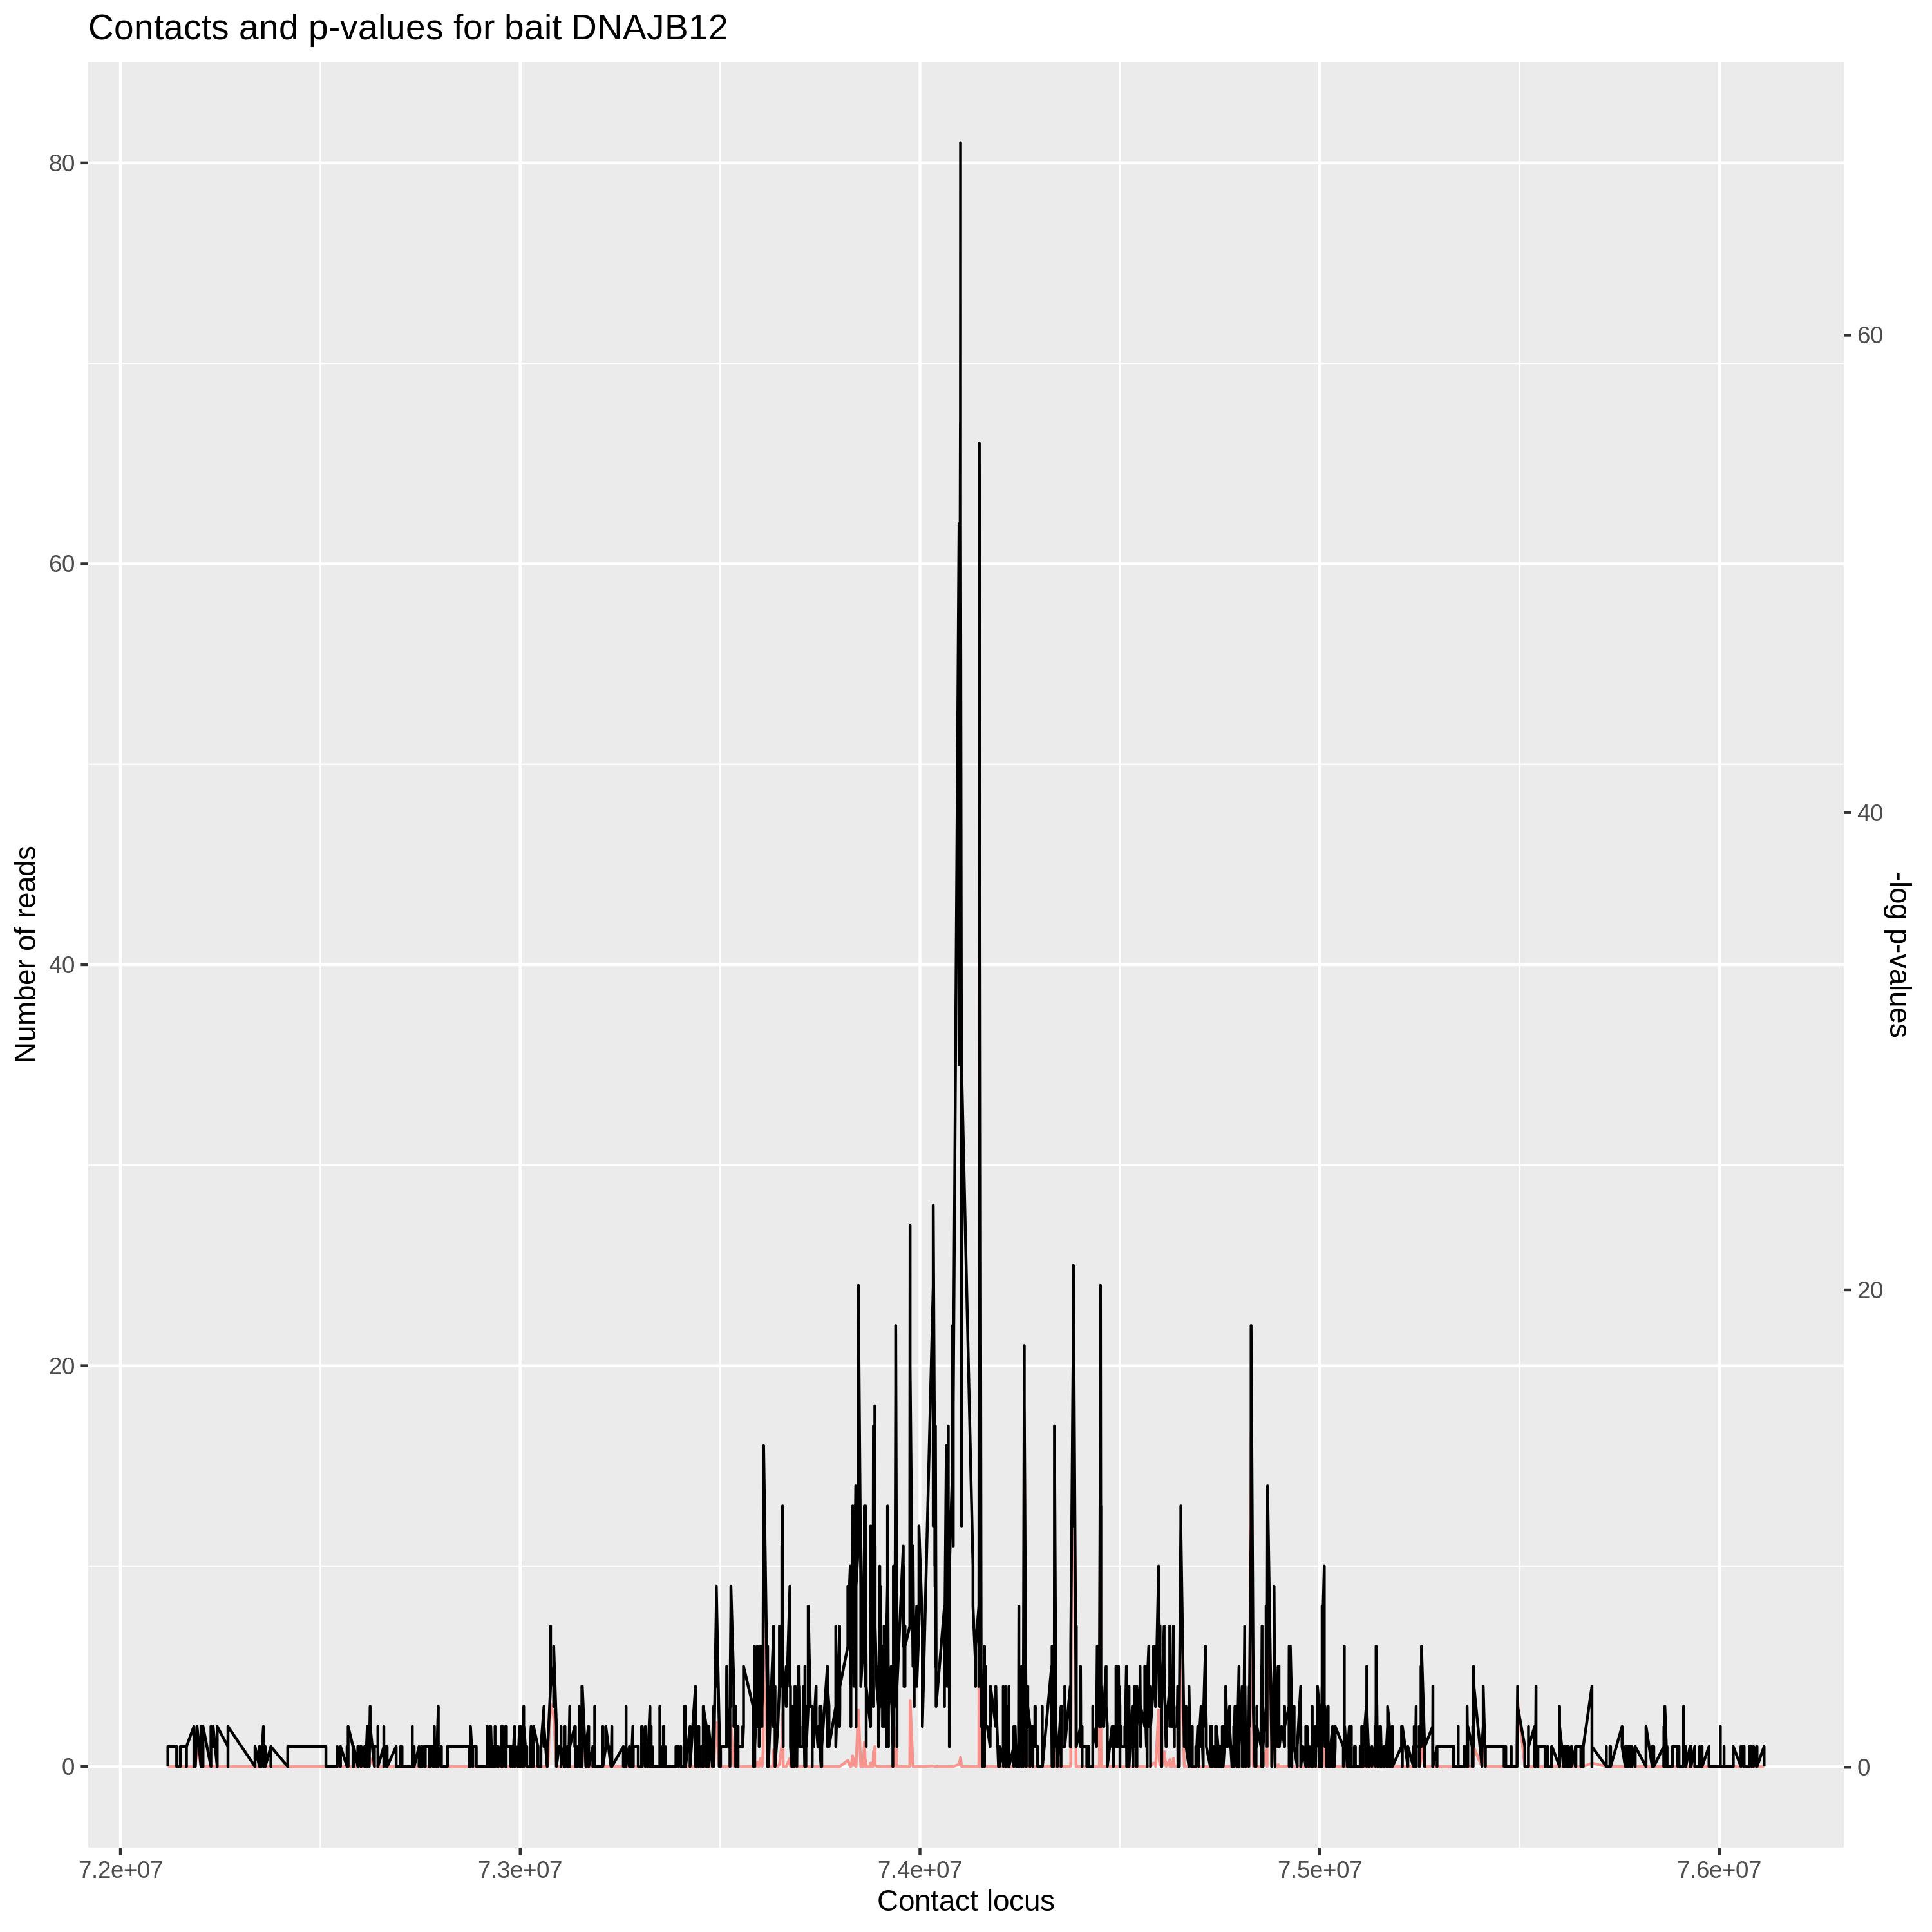 Contacts and p-values for bait DNAJB12
80
60
40
20
0
Number of reads
60
40
20
0
-log p-values
7.2e+07 7.3e+07 7.4e+07 7.5e+07 7.6e+07
Contact locus